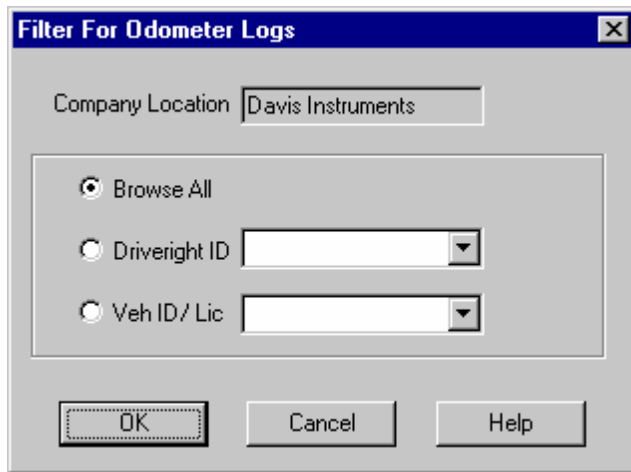 Filter For Odometer Logs
Company Location Davis Instruments
Browse All
Driveright ID
Veh ID / Lic
OK Cancel Help